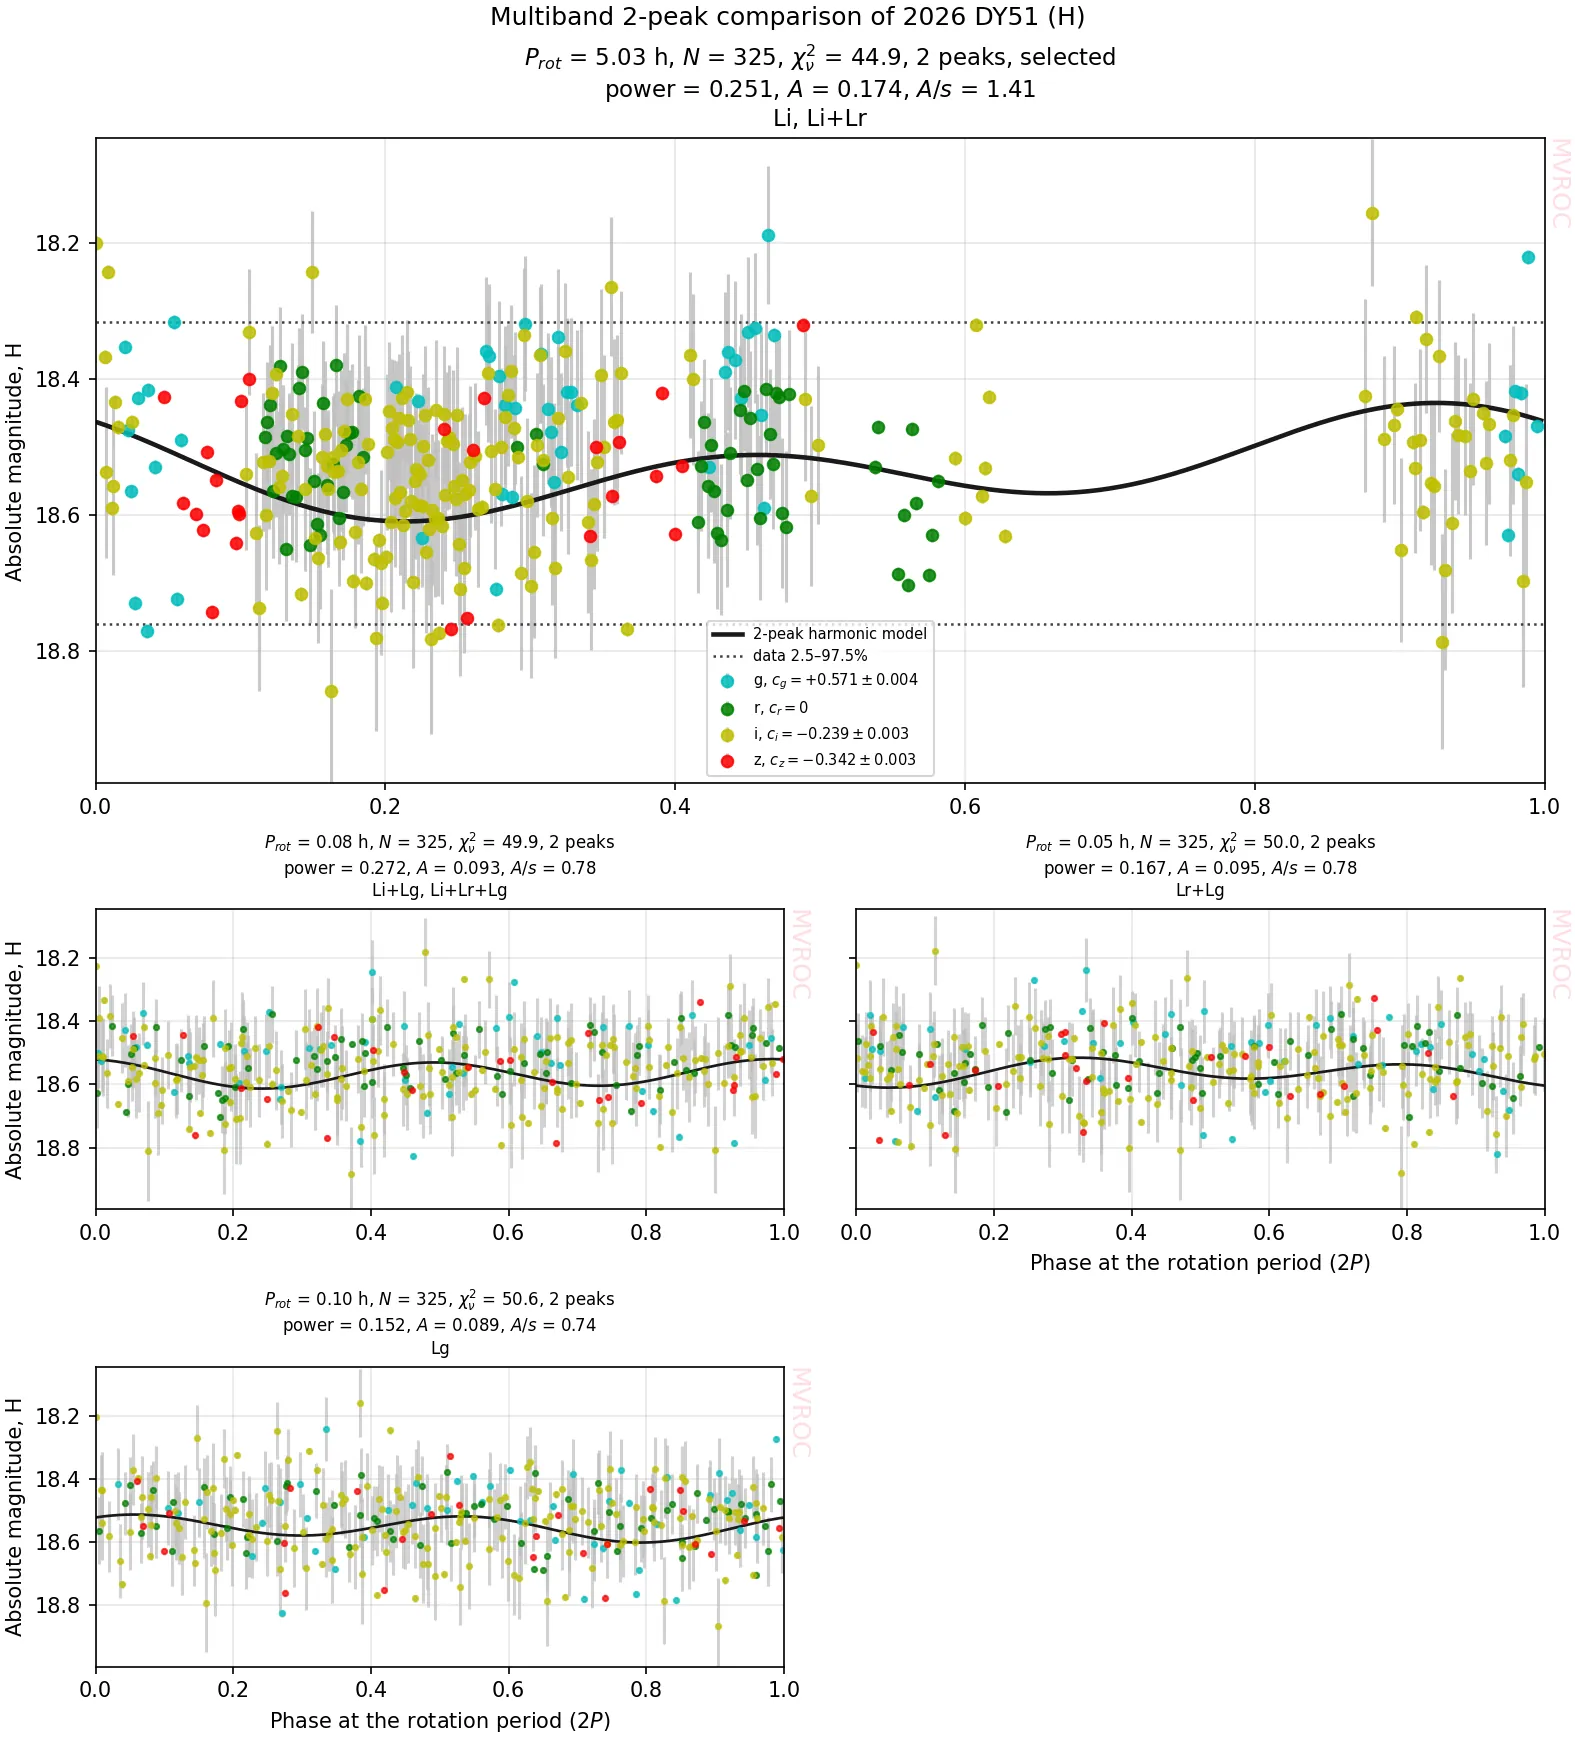 Multiband 2-peak comparison of 2026 DY51 (H)
P_rot = 5.03 h, N = 325, χ²_ν = 44.9, 2 peaks, selected
power = 0.251, A = 0.174, A/s = 1.41
Li, Li+Lr
MVROC
Absolute magnitude, H
18.2
18.4
18.6
18.8
2-peak harmonic model
data 2.5–97.5%
g, c_g = +0.571 ± 0.004
r, c_r = 0
i, c_i = −0.239 ± 0.003
z, c_z = −0.342 ± 0.003
0.0 0.2 0.4 0.6 0.8 1.0
P_rot = 0.08 h, N = 325, χ²_ν = 49.9, 2 peaks
power = 0.272, A = 0.093, A/s = 0.78
Li+Lg, Li+Lr+Lg
MVROC
Absolute magnitude, H
18.2
18.4
18.6
18.8
0.0 0.2 0.4 0.6 0.8 1.0
P_rot = 0.05 h, N = 325, χ²_ν = 50.0, 2 peaks
power = 0.167, A = 0.095, A/s = 0.78
Lr+Lg
MVROC
0.0 0.2 0.4 0.6 0.8 1.0
Phase at the rotation period (2P)
P_rot = 0.10 h, N = 325, χ²_ν = 50.6, 2 peaks
power = 0.152, A = 0.089, A/s = 0.74
Lg
MVROC
Absolute magnitude, H
18.2
18.4
18.6
18.8
0.0 0.2 0.4 0.6 0.8 1.0
Phase at the rotation period (2P)